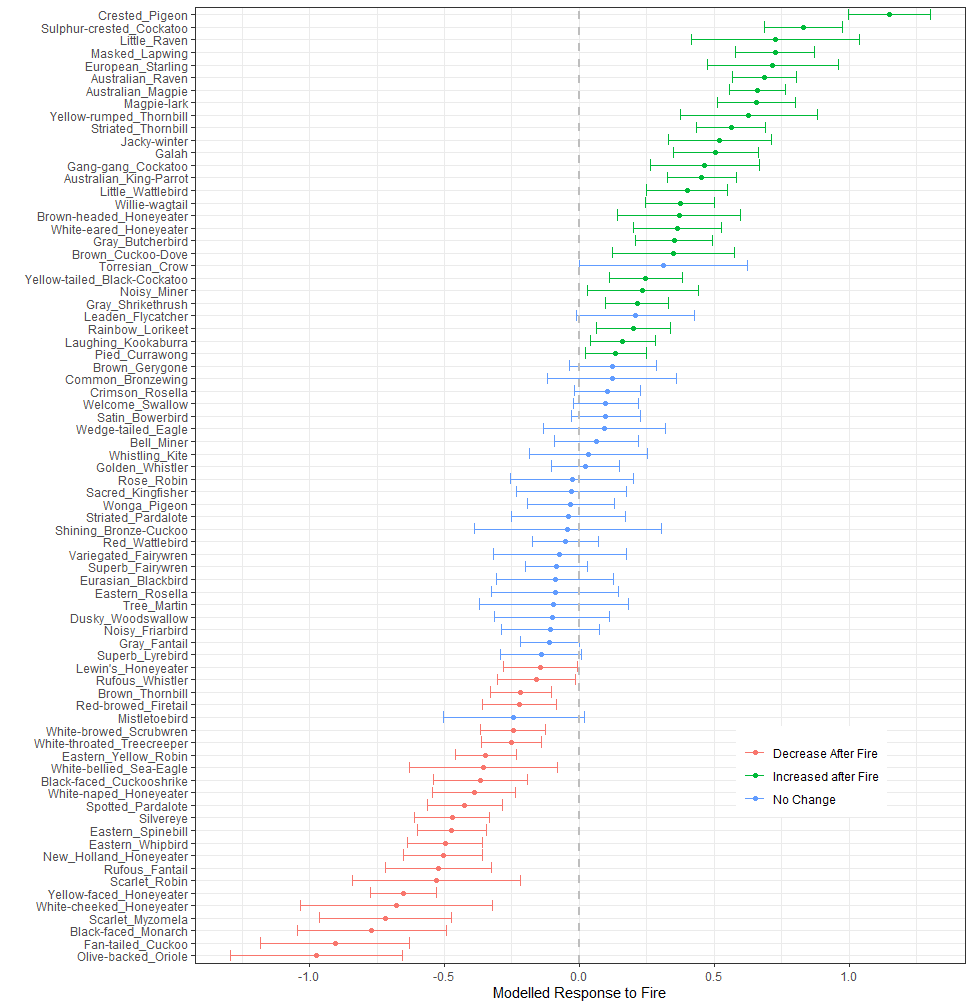 Crested_Pigeon
Sulphur-crested_Cockatoo
Little_Raven
Masked_Lapwing
European_Starling
Australian_Raven
Australian_Magpie
Magpie-lark
Yellow-rumped_Thornbill
Striated_Thornbill
Jacky-winter
Galah
Gang-gang_Cockatoo
Australian_King-Parrot
Little_Wattlebird
Willie-wagtail
Brown-headed_Honeyeater
White-eared_Honeyeater
Gray_Butcherbird
Brown_Cuckoo-Dove
Torresian_Crow
Yellow-tailed_Black-Cockatoo
Noisy_Miner
Gray_Shrikethrush
Leaden_Flycatcher
Rainbow_Lorikeet
Laughing_Kookaburra
Pied_Currawong
Brown_Gerygone
Common_Bronzewing
Crimson_Rosella
Welcome_Swallow
Satin_Bowerbird
Wedge-tailed_Eagle
Bell_Miner
Whistling_Kite
Golden_Whistler
Rose_Robin
Sacred_Kingfisher
Wonga_Pigeon
Striated_Pardalote
Shining_Bronze-Cuckoo
Red_Wattlebird
Variegated_Fairywren
Superb_Fairywren
Eurasian_Blackbird
Eastern_Rosella
Tree_Martin
Dusky_Woodswallow
Noisy_Friarbird
Gray_Fantail
Superb_Lyrebird
Lewin's_Honeyeater
Rufous_Whistler
Brown_Thornbill
Red-browed_Firetail
Mistletoebird
White-browed_Scrubwren
White-throated_Treecreeper
Eastern_Yellow_Robin
White-bellied_Sea-Eagle
Black-faced_Cuckooshrike
White-naped_Honeyeater
Spotted_Pardalote
Silvereye
Eastern_Spinebill
Eastern_Whipbird
New_Holland_Honeyeater
Rufous_Fantail
Scarlet_Robin
Yellow-faced_Honeyeater
White-cheeked_Honeyeater
Scarlet_Myzomela
Black-faced_Monarch
Fan-tailed_Cuckoo
Olive-backed_Oriole
Decrease After Fire
Increased after Fire
No Change
-1.0 -0.5 0.0 0.5 1.0
Modelled Response to Fire